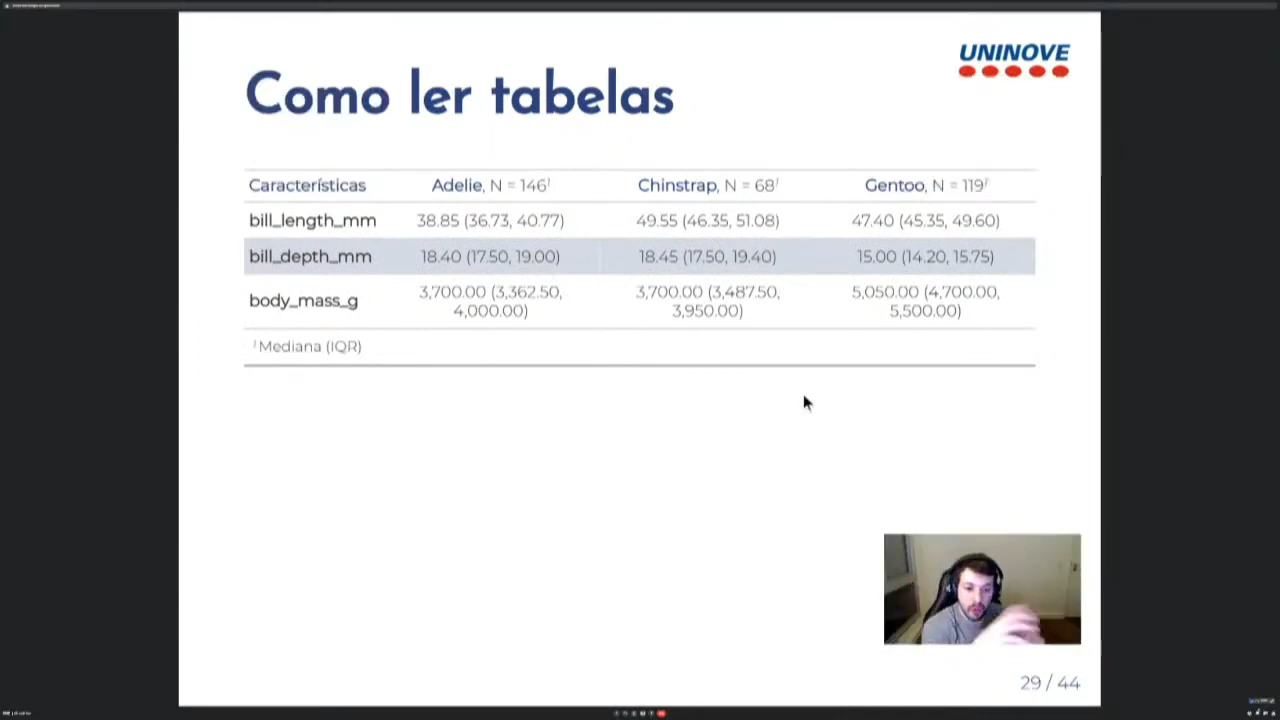 UNINOVE
Como ler tabelas
Características Adelie, N = 146¹ Chinstrap, N = 68¹ Gentoo, N = 119¹
bill_length_mm 38.85 (36.73, 40.77) 49.55 (46.35, 51.08) 47.40 (45.35, 49.60)
bill_depth_mm 18.40 (17.50, 19.00) 18.45 (17.50, 19.40) 15.00 (14.20, 15.75)
body_mass_g 3,700.00 (3,362.50, 4,000.00) 3,700.00 (3,487.50, 3,950.00) 5,050.00 (4,700.00, 5,500.00)
¹ Mediana (IQR)
29 / 44